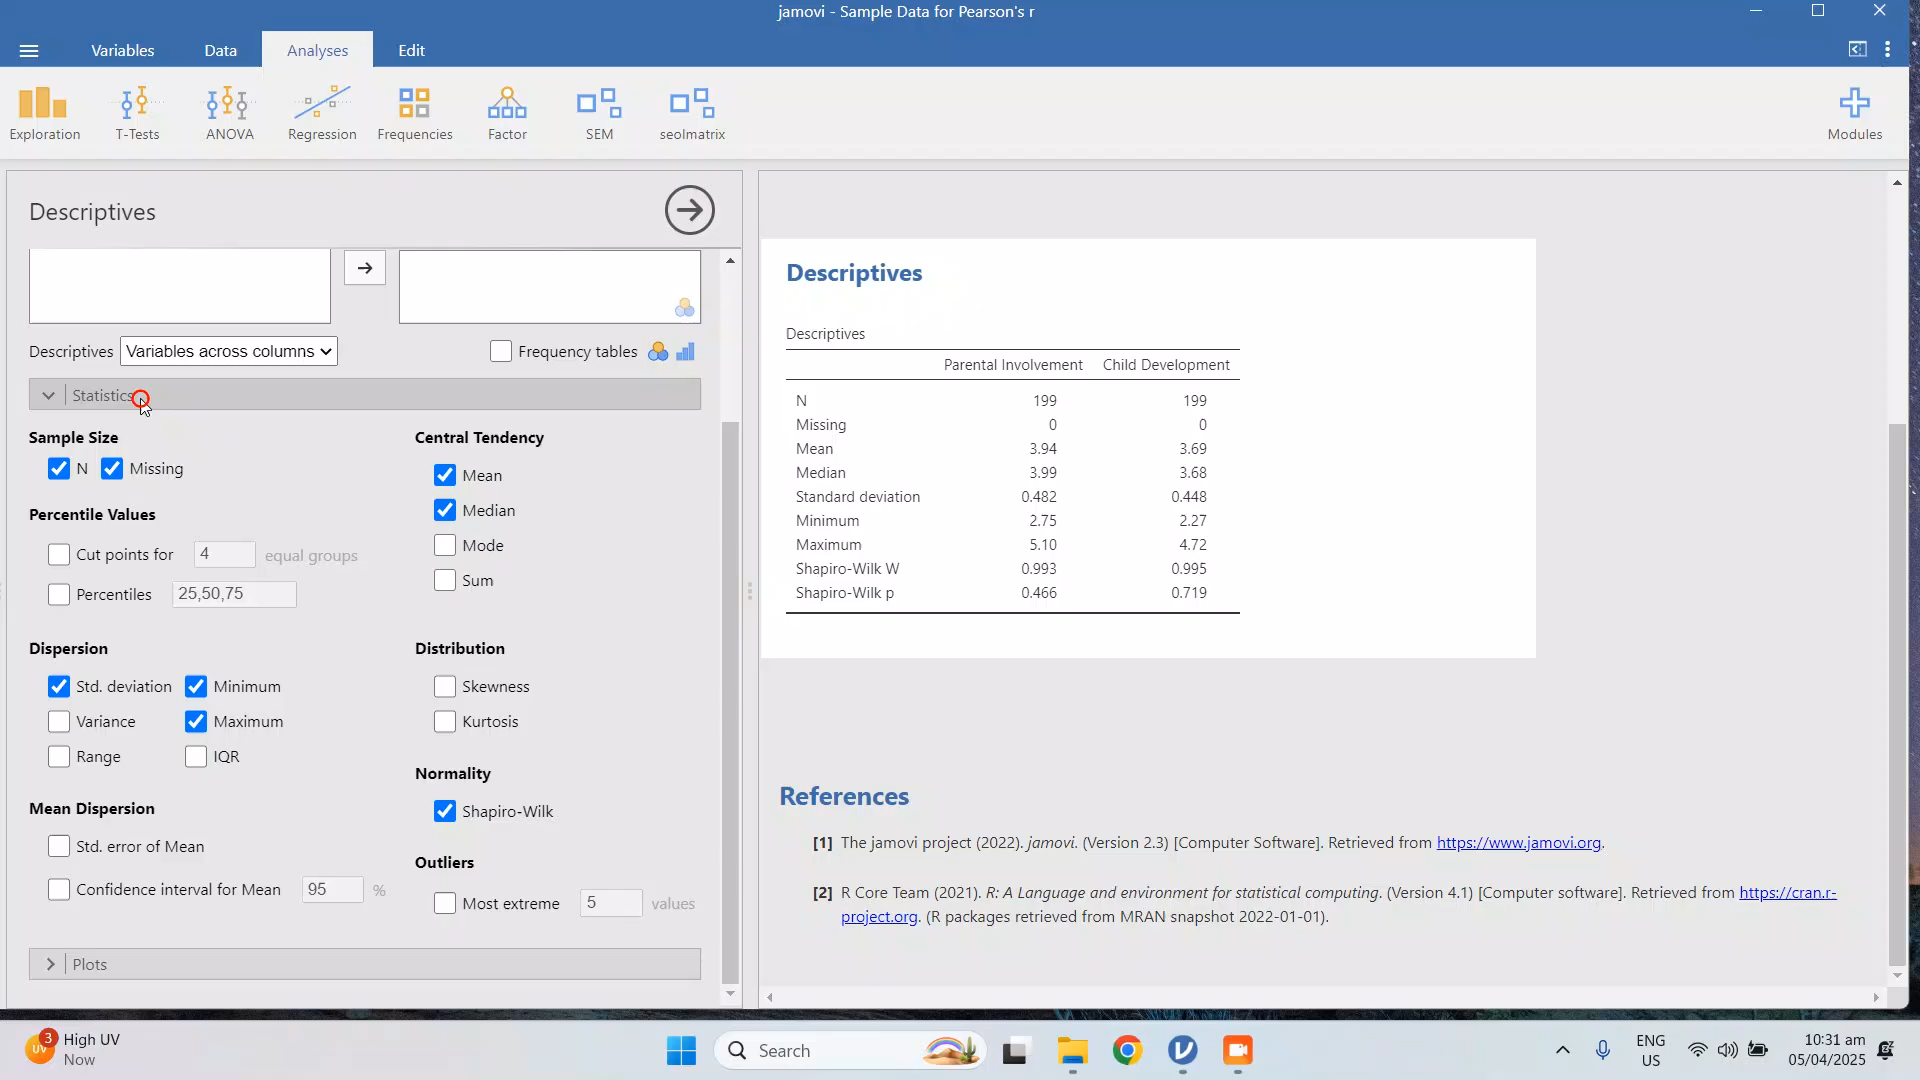 jamovi - Sample Data for Pearson's r
Variables
Data
Analyses
Edit
Exploration
T-Tests
ANOVA
Regression
Frequencies
Factor
SEM
seolmatrix
Modules
Descriptives
Descriptives
Variables across columns
Frequency tables
Statistics
Sample Size
N
Missing
Percentile Values
Cut points for 4 equal groups
Percentiles 25,50,75
Dispersion
Std. deviation
Minimum
Variance
Maximum
Range
IQR
Mean Dispersion
Std. error of Mean
Confidence interval for Mean 95 %
Central Tendency
Mean
Median
Mode
Sum
Distribution
Skewness
Kurtosis
Normality
Shapiro-Wilk
Outliers
Most extreme 5 values
Plots
Descriptives
Descriptives
Parental Involvement Child Development
N 199 199
Missing 0 0
Mean 3.94 3.69
Median 3.99 3.68
Standard deviation 0.482 0.448
Minimum 2.75 2.27
Maximum 5.10 4.72
Shapiro-Wilk W 0.993 0.995
Shapiro-Wilk p 0.466 0.719
References
[1] The jamovi project (2022). jamovi. (Version 2.3) [Computer Software]. Retrieved from https://www.jamovi.org.
[2] R Core Team (2021). R: A Language and environment for statistical computing. (Version 4.1) [Computer software]. Retrieved from https://cran.r-
project.org. (R packages retrieved from MRAN snapshot 2022-01-01).
3
UV
High UV
Now
Search
ENG
US
10:31 am
05/04/2025